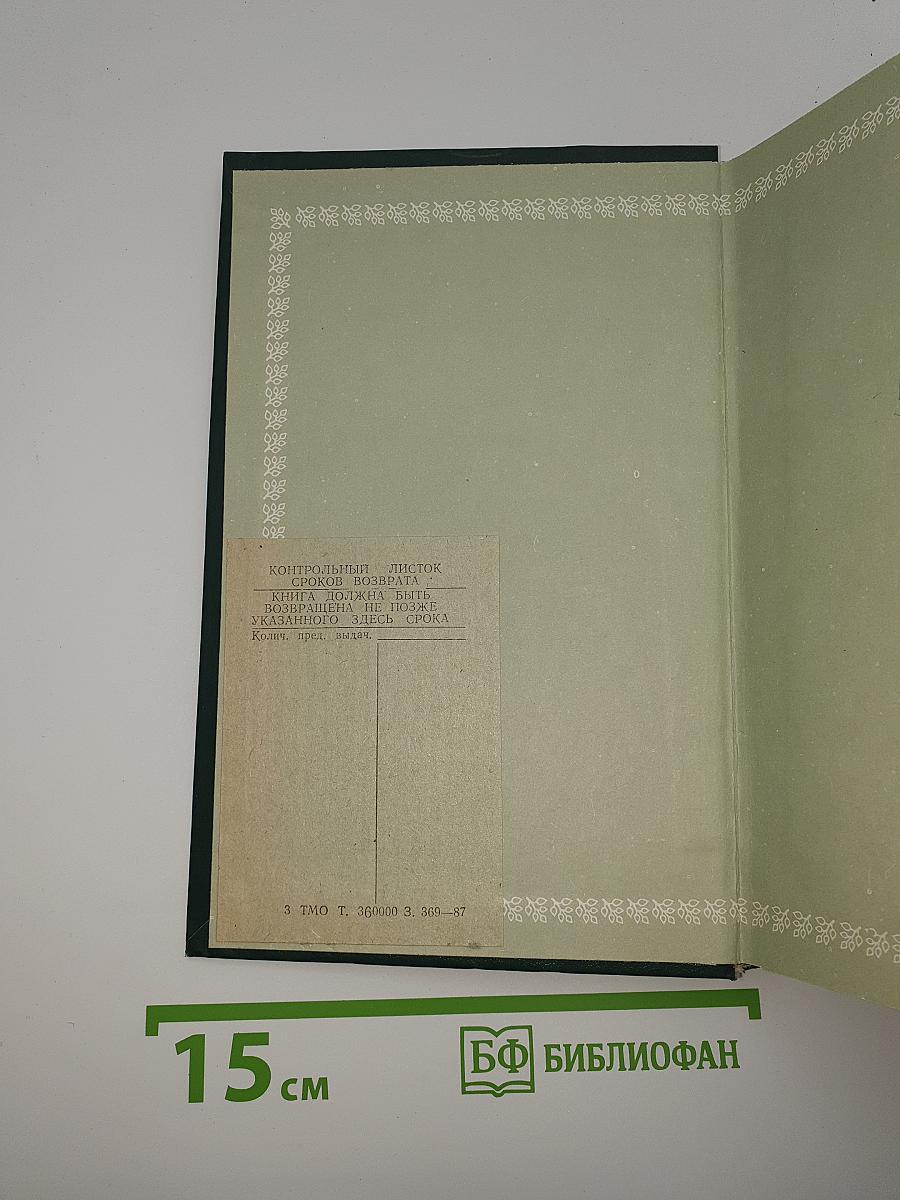 КОНТРОЛЬНЫЙ ЛИСТОК
СРОКОВ ВОЗВРАТА
КНИГА ДОЛЖНА БЫТЬ
ВОЗВРАЩЕНА НЕ ПОЗЖЕ
УКАЗАННОГО ЗДЕСЬ СРОКА
Колич. пред. выдач.
3 ТМО Т. 360000 З. 369—87
15 см
БФ БИБЛИОФАН